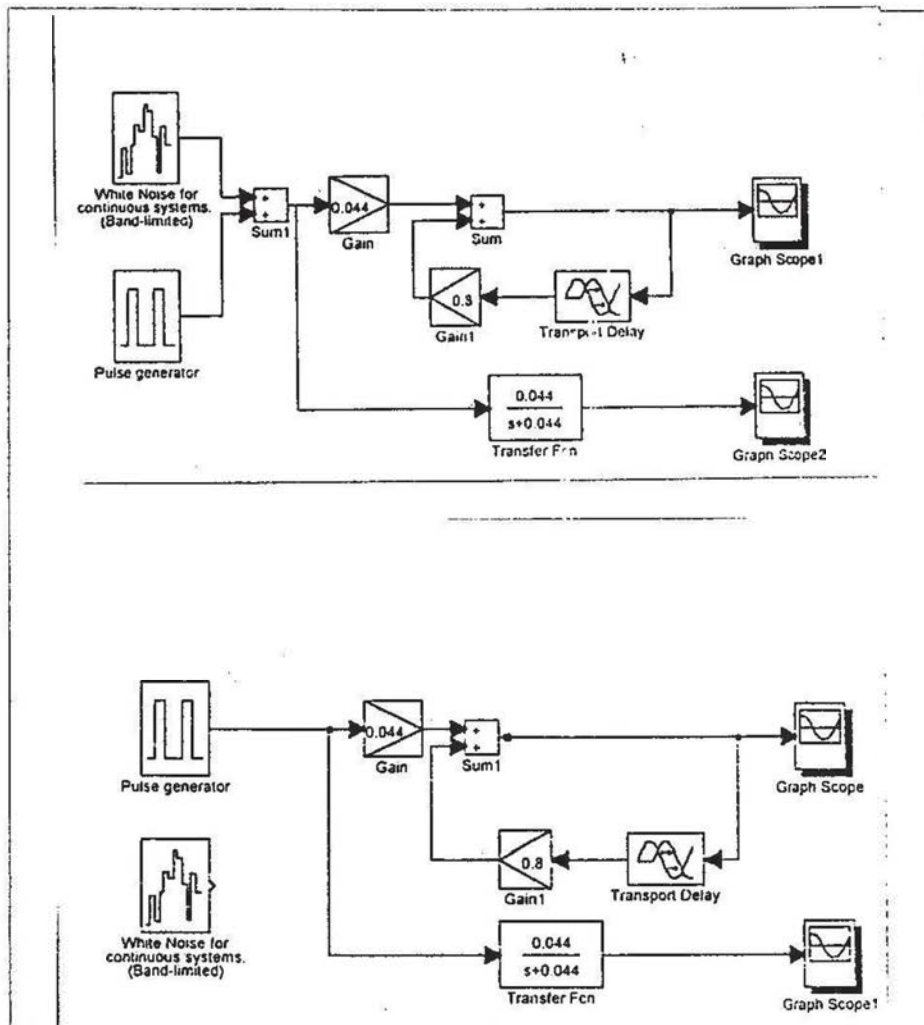 White Noise for
continuous systems.
(Band-limited)
+
+
Sum1
0.044
Gain
+
+
Sum
Graph Scope1
0.8
Gain1
Transport Delay
Pulse generator
0.044
s+0.044
Transfer Fcn
Graph Scope2
Pulse generator
0.044
Gain
+
+
Sum1
Graph Scope
0.8
Gain1
Transport Delay
White Noise for
continuous systems.
(Band-limited)
0.044
s+0.044
Transfer Fcn
Graph Scope1